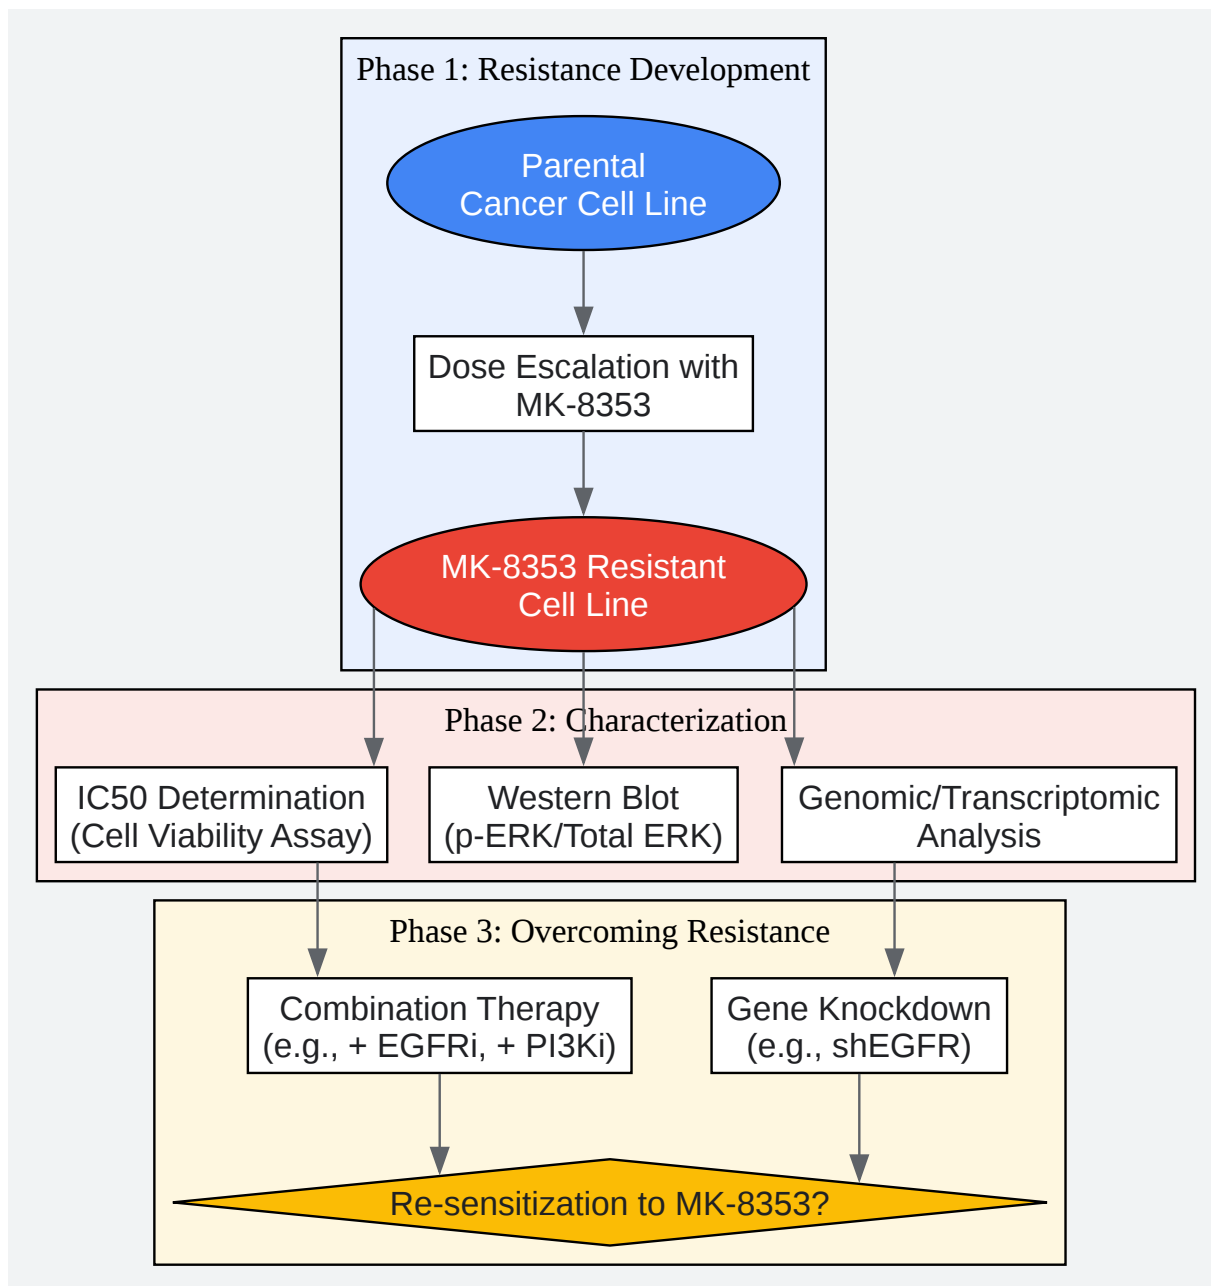 Phase 1: Resistance Development
Parental
Cancer Cell Line
Dose Escalation with
MK-8353
MK-8353 Resistant
Cell Line
Phase 2: Characterization
IC50 Determination
(Cell Viability Assay)
Western Blot
(p-ERK/Total ERK)
Genomic/Transcriptomic
Analysis
Phase 3: Overcoming Resistance
Combination Therapy
(e.g., + EGFRi, + PI3Ki)
Gene Knockdown
(e.g., shEGFR)
Re-sensitization to MK-8353?